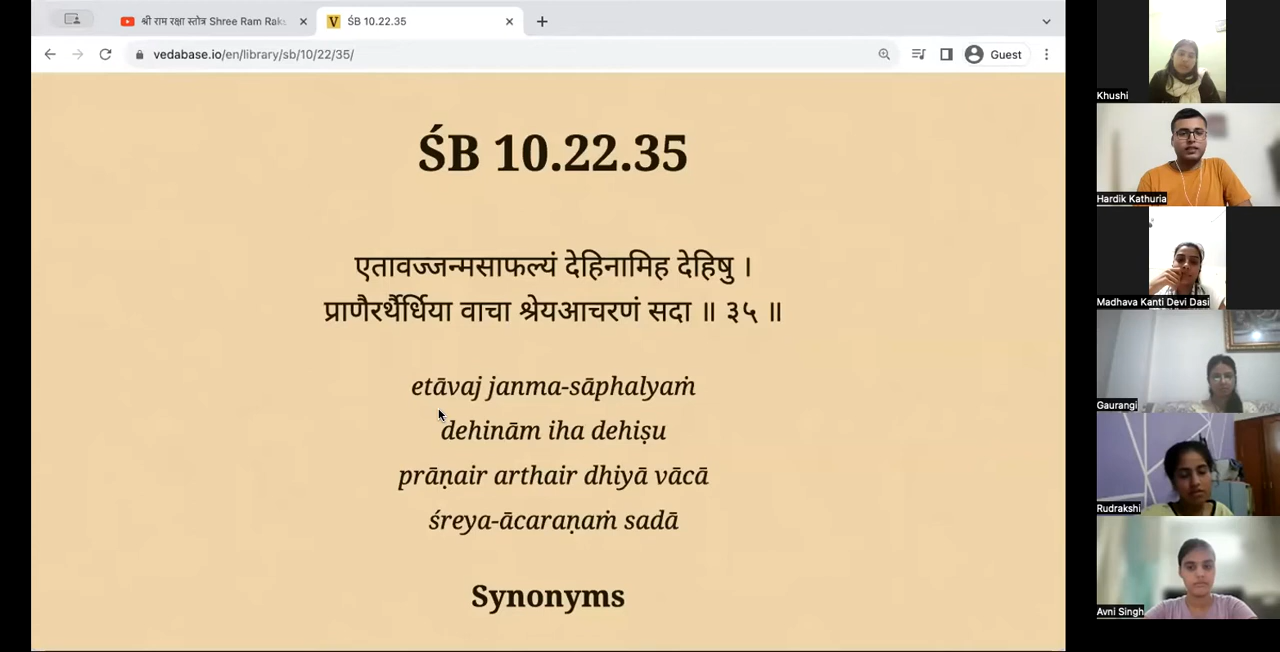 श्री राम रक्षा स्तोत्र Shree Ram Raks
ŚB 10.22.35
vedabase.io/en/library/sb/10/22/35/
Guest
ŚB 10.22.35
एतावज्जन्मसाफल्यं देहिनामिह देहिषु ।
प्राणैरर्थैर्धिया वाचा श्रेयआचरणं सदा ॥ ३५ ॥
etāvaj janma-sāphalyaṁ
dehinām iha dehiṣu
prāṇair arthair dhiyā vācā
śreya-ācaraṇaṁ sadā
Synonyms
Khushi
Hardik Kathuria
Madhava Kanti Devi Dasi
Gaurangi
Rudrakshi
Avni Singh